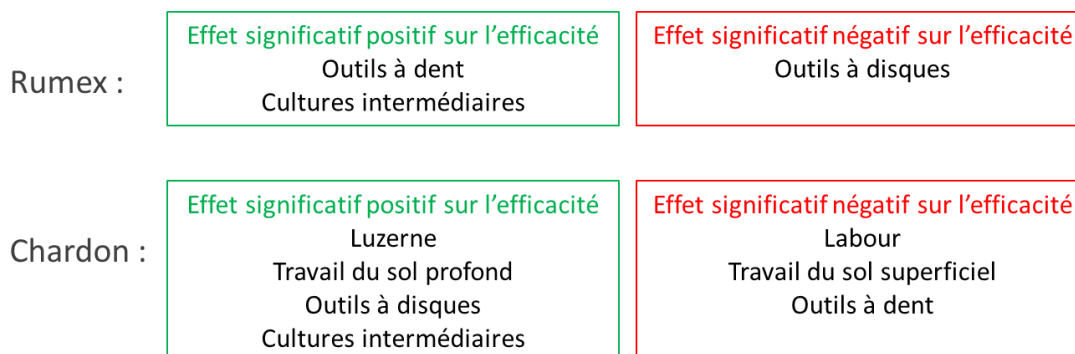 Rumex :
Effet significatif positif sur l'efficacité
Outils à dent
Cultures intermédiaires
Effet significatif négatif sur l'efficacité
Outils à disques
Chardon :
Effet significatif positif sur l'efficacité
Luzerne
Travail du sol profond
Outils à disques
Cultures intermédiaires
Effet significatif négatif sur l'efficacité
Labour
Travail du sol superficiel
Outils à dent